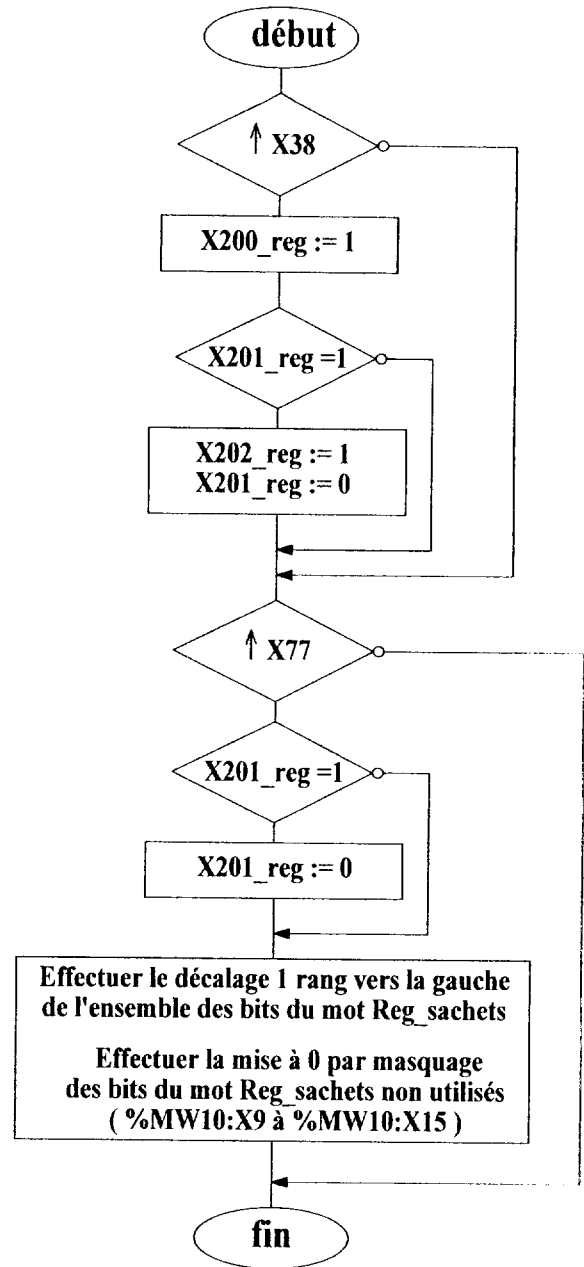 début
↑ X38
X200_reg := 1
X201_reg =1
X202_reg := 1
X201_reg := 0
↑ X77
X201_reg =1
X201_reg := 0
Effectuer le décalage 1 rang vers la gauche
de l'ensemble des bits du mot Reg_sachets
Effectuer la mise à 0 par masquage
des bits du mot Reg_sachets non utilisés
( %MW10:X9 à %MW10:X15 )
fin